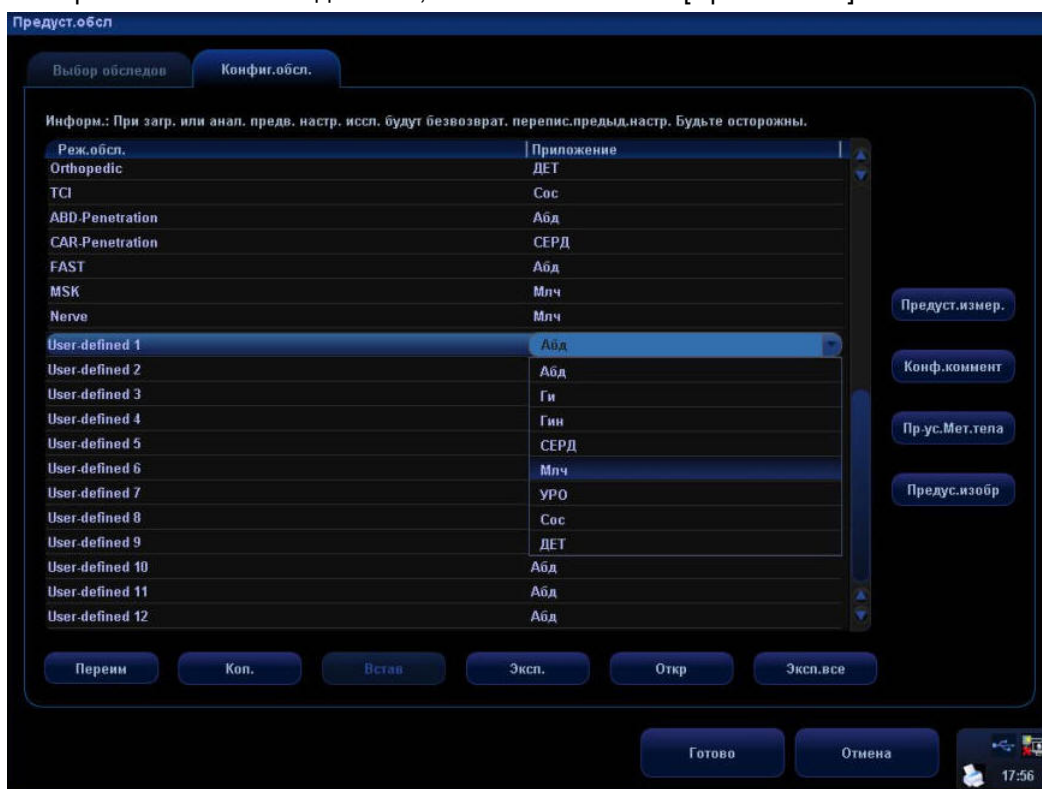 Предуст.обсл
Выбор обследов Конфиг.обсл.
Информ.: При загр. или анал. предв. настр. иссл. будут безвозврат. перепис.предыд.настр. Будьте осторожны.
Реж.обсл. Приложение
Orthopedic ДЕТ
TCI Сос
ABD-Penetration Абд
CAR-Penetration СЕРД
FAST Абд
MSK Млч
Nerve Млч
User-defined 1 Абд
User-defined 2 Абд
User-defined 3 Ги
User-defined 4 Гин
User-defined 5 СЕРД
User-defined 6 Млч
User-defined 7 УРО
User-defined 8 Сос
User-defined 9 ДЕТ
User-defined 10 Абд
User-defined 11 Абд
User-defined 12 Абд
Предуст.измер.
Конф.коммент
Пр-ус.Мет.тела
Предус.изобр
Переим Коп. Встав Эксп. Откр Эксп.все
Готово Отмена
17:56